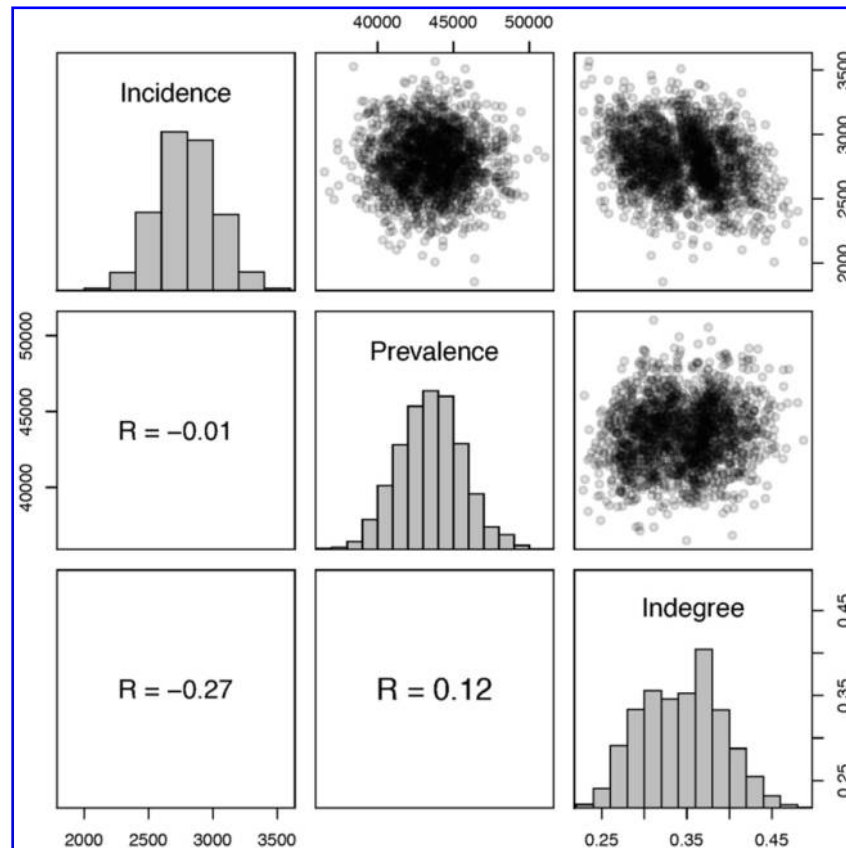 40000 45000 50000
Incidence
3500
3000
2500
2000
50000
45000
40000
Prevalence
R = −0.01
Indegree
0.45
0.35
0.25
R = −0.27
R = 0.12
2000 2500 3000 3500
0.25 0.35 0.45